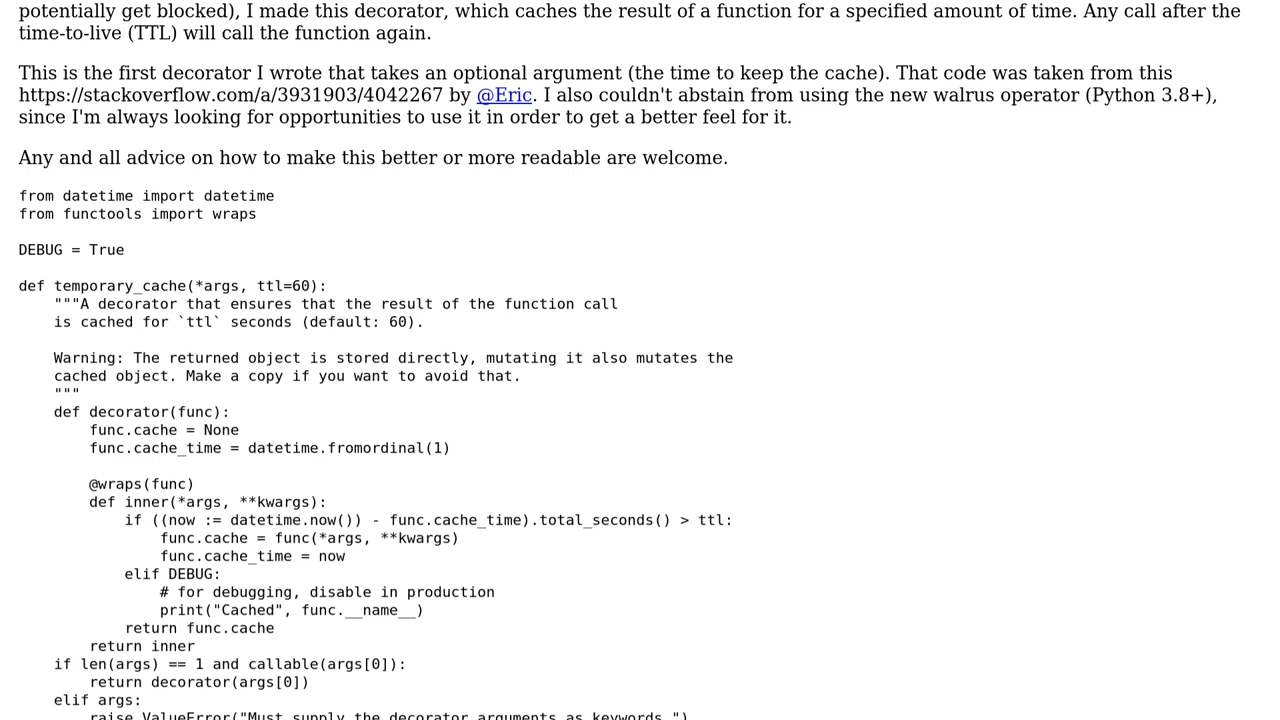 potentially get blocked), I made this decorator, which caches the result of a function for a specified amount of time. Any call after the
time-to-live (TTL) will call the function again.
This is the first decorator I wrote that takes an optional argument (the time to keep the cache). That code was taken from this
https://stackoverflow.com/a/3931903/4042267 by @Eric. I also couldn't abstain from using the new walrus operator (Python 3.8+),
since I'm always looking for opportunities to use it in order to get a better feel for it.
Any and all advice on how to make this better or more readable are welcome.
from datetime import datetime
from functools import wraps
DEBUG = True
def temporary_cache(*args, ttl=60):
    """A decorator that ensures that the result of the function call
    is cached for `ttl` seconds (default: 60).
    Warning: The returned object is stored directly, mutating it also mutates the
    cached object. Make a copy if you want to avoid that.
    """
    def decorator(func):
        func.cache = None
        func.cache_time = datetime.fromordinal(1)
        @wraps(func)
        def inner(*args, **kwargs):
            if ((now := datetime.now()) - func.cache_time).total_seconds() > ttl:
                func.cache = func(*args, **kwargs)
                func.cache_time = now
            elif DEBUG:
                # for debugging, disable in production
                print("Cached", func.__name__)
            return func.cache
        return inner
    if len(args) == 1 and callable(args[0]):
        return decorator(args[0])
    elif args:
        raise ValueError("Must supply the decorator arguments as keywords.")